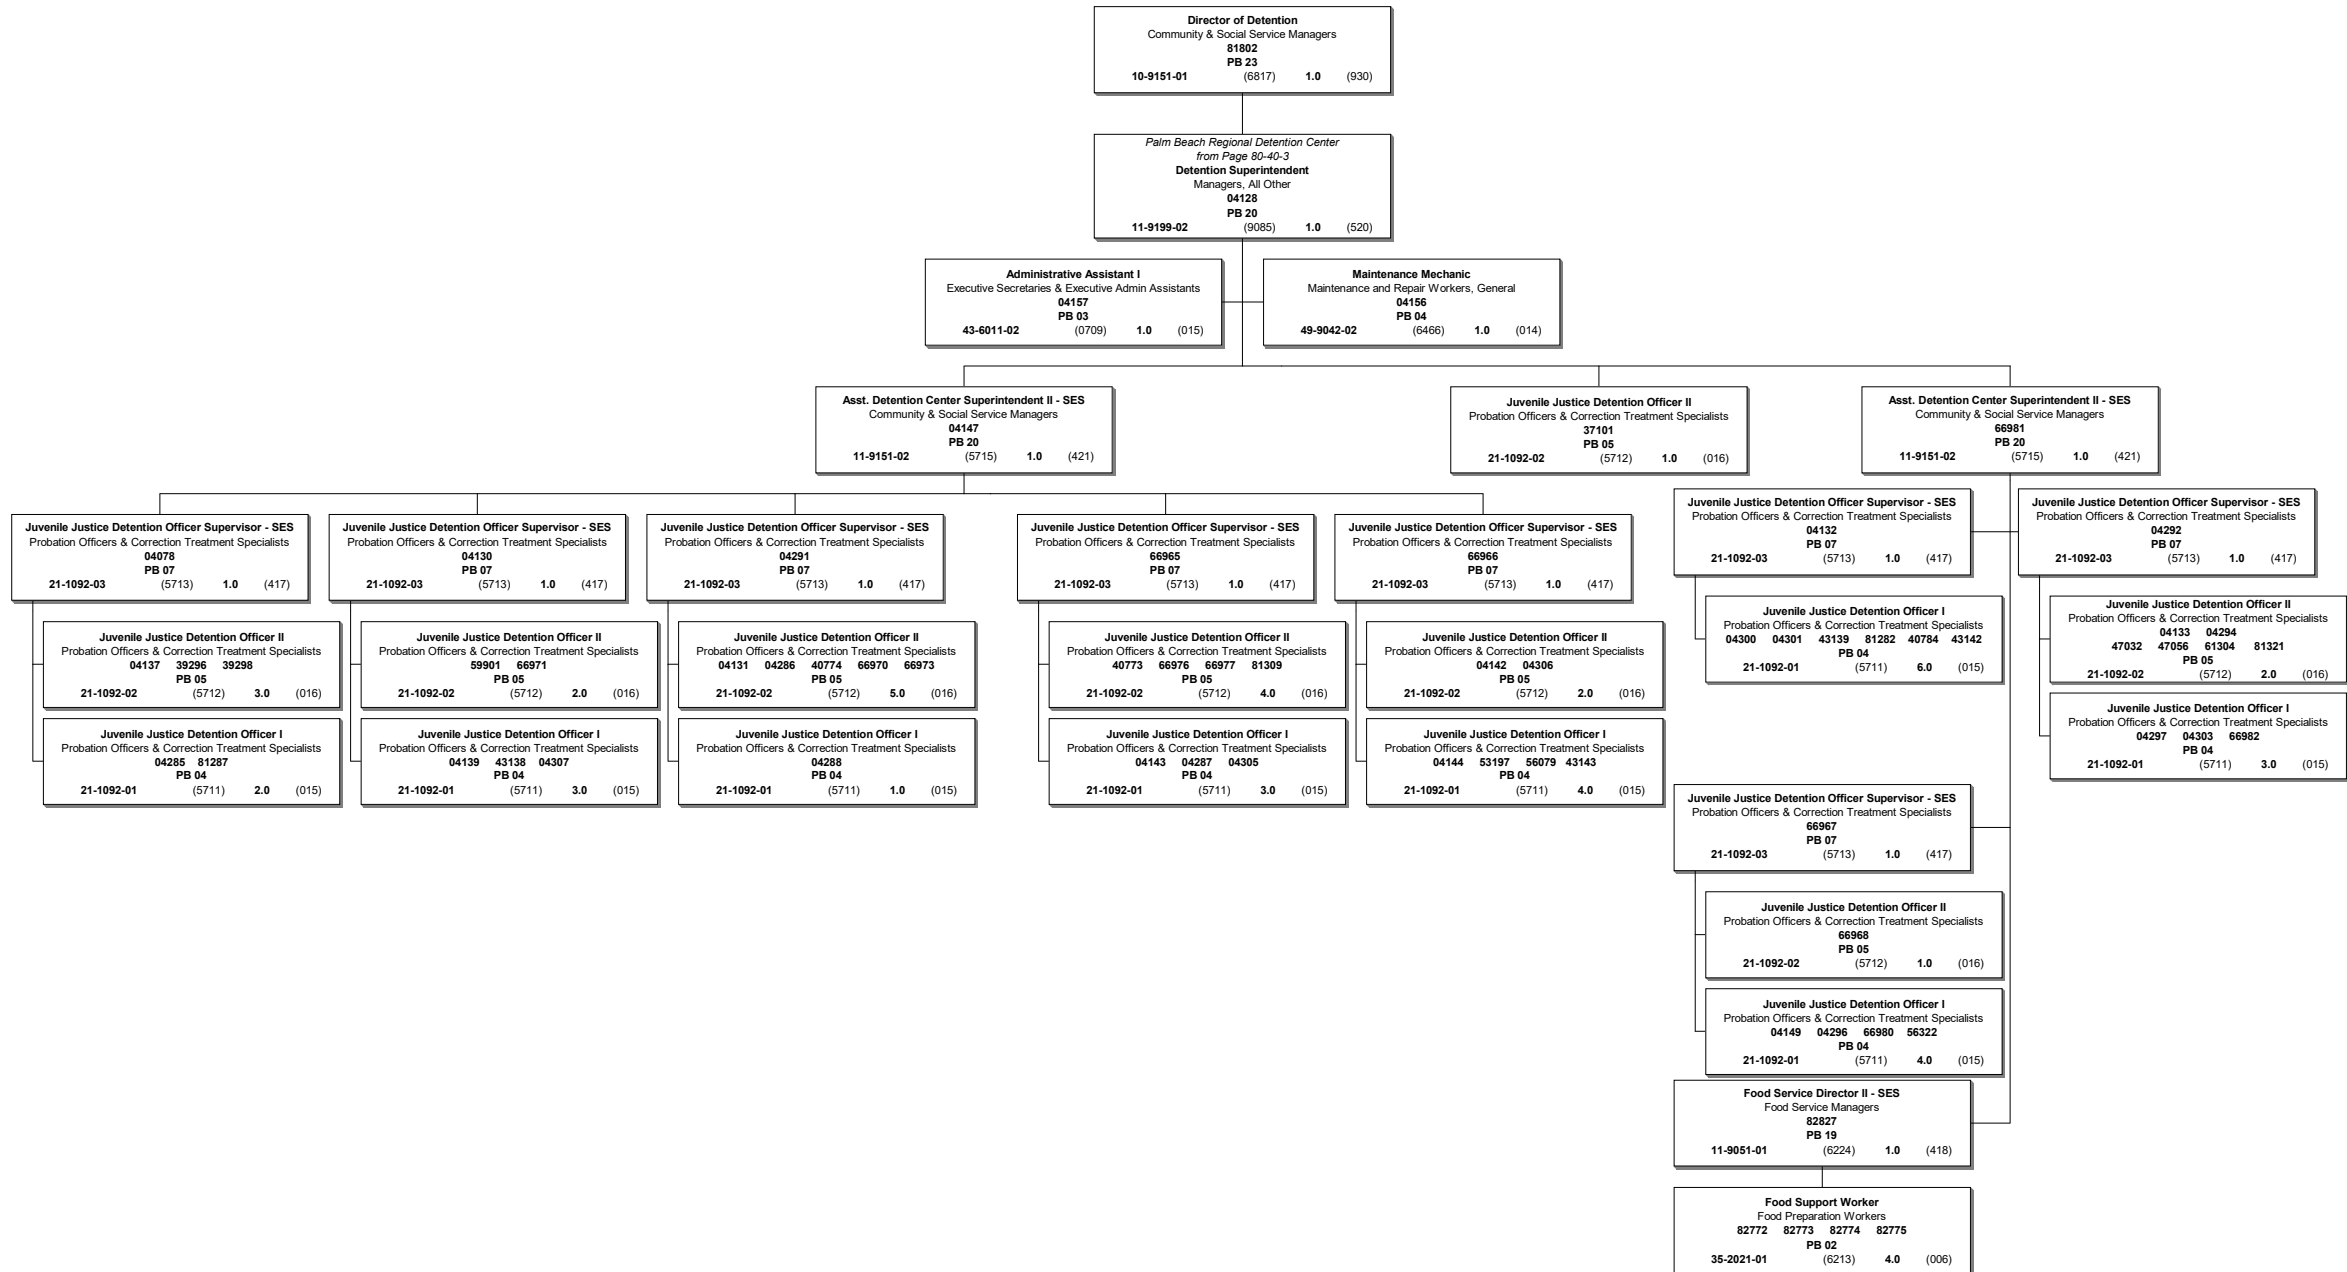 Director of Detention
Community & Social Service Managers
81802
PB 23
10-9151-01 (6817) 1.0 (930)
Palm Beach Regional Detention Center
from Page 80-40-3
Detention Superintendent
Managers, All Other
04128
PB 20
11-9199-02 (9085) 1.0 (520)
Administrative Assistant I
Executive Secretaries & Executive Admin Assistants
04157
PB 03
43-6011-02 (0709) 1.0 (015)
Maintenance Mechanic
Maintenance and Repair Workers, General
04156
PB 04
49-9042-02 (6466) 1.0 (014)
Asst. Detention Center Superintendent II - SES
Community & Social Service Managers
04147
PB 20
11-9151-02 (5715) 1.0 (421)
Juvenile Justice Detention Officer II
Probation Officers & Correction Treatment Specialists
37101
PB 05
21-1092-02 (5712) 1.0 (016)
Asst. Detention Center Superintendent II - SES
Community & Social Service Managers
66981
PB 20
11-9151-02 (5715) 1.0 (421)
Juvenile Justice Detention Officer Supervisor - SES
Probation Officers & Correction Treatment Specialists
04078
PB 07
21-1092-03 (5713) 1.0 (417)
Juvenile Justice Detention Officer II
Probation Officers & Correction Treatment Specialists
04137 39296 39298
PB 05
21-1092-02 (5712) 3.0 (016)
Juvenile Justice Detention Officer I
Probation Officers & Correction Treatment Specialists
04285 81287
PB 04
21-1092-01 (5711) 2.0 (015)
Juvenile Justice Detention Officer Supervisor - SES
Probation Officers & Correction Treatment Specialists
04130
PB 07
21-1092-03 (5713) 1.0 (417)
Juvenile Justice Detention Officer II
Probation Officers & Correction Treatment Specialists
59901 66971
PB 05
21-1092-02 (5712) 2.0 (016)
Juvenile Justice Detention Officer I
Probation Officers & Correction Treatment Specialists
04139 43138 04307
PB 04
21-1092-01 (5711) 3.0 (015)
Juvenile Justice Detention Officer Supervisor - SES
Probation Officers & Correction Treatment Specialists
04291
PB 07
21-1092-03 (5713) 1.0 (417)
Juvenile Justice Detention Officer II
Probation Officers & Correction Treatment Specialists
04131 04286 40774 66970 66973
PB 05
21-1092-02 (5712) 5.0 (016)
Juvenile Justice Detention Officer I
Probation Officers & Correction Treatment Specialists
04288
PB 04
21-1092-01 (5711) 1.0 (015)
Juvenile Justice Detention Officer Supervisor - SES
Probation Officers & Correction Treatment Specialists
66965
PB 07
21-1092-03 (5713) 1.0 (417)
Juvenile Justice Detention Officer II
Probation Officers & Correction Treatment Specialists
40773 66976 66977 81309
PB 05
21-1092-02 (5712) 4.0 (016)
Juvenile Justice Detention Officer I
Probation Officers & Correction Treatment Specialists
04143 04287 04305
PB 04
21-1092-01 (5711) 3.0 (015)
Juvenile Justice Detention Officer Supervisor - SES
Probation Officers & Correction Treatment Specialists
66966
PB 07
21-1092-03 (5713) 1.0 (417)
Juvenile Justice Detention Officer II
Probation Officers & Correction Treatment Specialists
04142 04306
PB 05
21-1092-02 (5712) 2.0 (016)
Juvenile Justice Detention Officer I
Probation Officers & Correction Treatment Specialists
04144 53197 56079 43143
PB 04
21-1092-01 (5711) 4.0 (015)
Juvenile Justice Detention Officer Supervisor - SES
Probation Officers & Correction Treatment Specialists
04132
PB 07
21-1092-03 (5713) 1.0 (417)
Juvenile Justice Detention Officer I
Probation Officers & Correction Treatment Specialists
04300 04301 43139 81282 40784 43142
PB 04
21-1092-01 (5711) 6.0 (015)
Juvenile Justice Detention Officer Supervisor - SES
Probation Officers & Correction Treatment Specialists
04292
PB 07
21-1092-03 (5713) 1.0 (417)
Juvenile Justice Detention Officer II
Probation Officers & Correction Treatment Specialists
04133 04294
47032 47056 61304 81321
PB 05
21-1092-02 (5712) 2.0 (016)
Juvenile Justice Detention Officer I
Probation Officers & Correction Treatment Specialists
04297 04303 66982
PB 04
21-1092-01 (5711) 3.0 (015)
Juvenile Justice Detention Officer Supervisor - SES
Probation Officers & Correction Treatment Specialists
66967
PB 07
21-1092-03 (5713) 1.0 (417)
Juvenile Justice Detention Officer II
Probation Officers & Correction Treatment Specialists
66968
PB 05
21-1092-02 (5712) 1.0 (016)
Juvenile Justice Detention Officer I
Probation Officers & Correction Treatment Specialists
04149 04296 66980 56322
PB 04
21-1092-01 (5711) 4.0 (015)
Food Service Director II - SES
Food Service Managers
82827
PB 19
11-9051-01 (6224) 1.0 (418)
Food Support Worker
Food Preparation Workers
82772 82773 82774 82775
PB 02
35-2021-01 (6213) 4.0 (006)